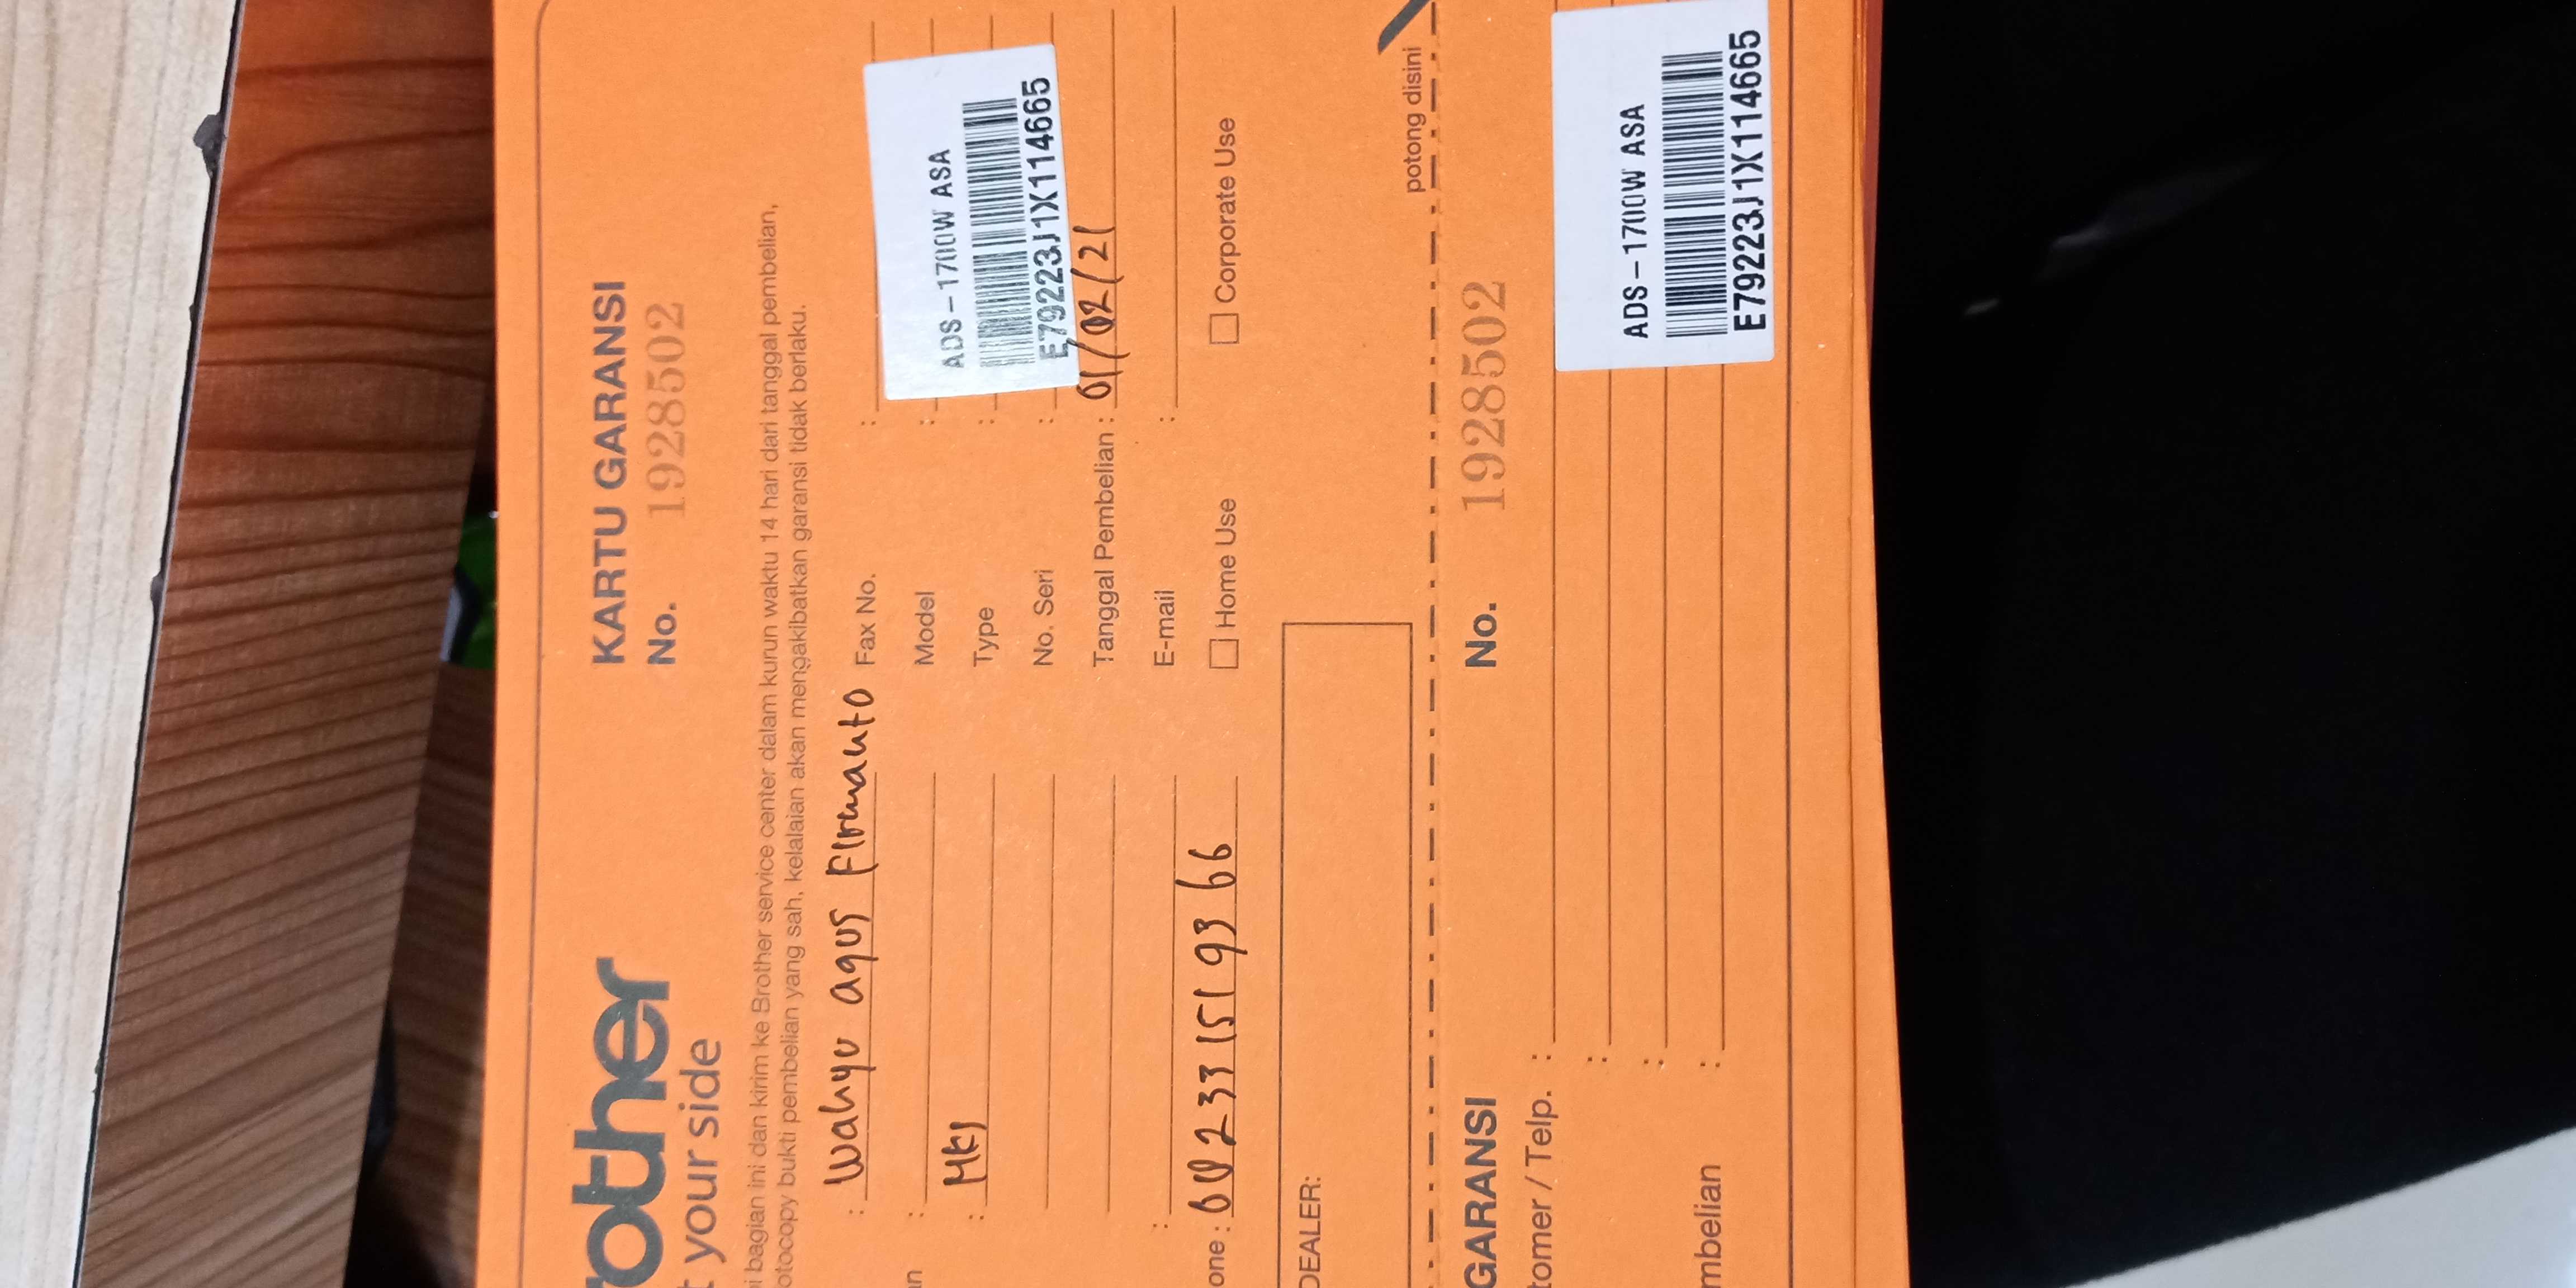 rother
t your side
KARTU GARANSI
No. 1928502
i bagian ini dan kirim ke Brother service center dalam kurun waktu 14 hari dari tanggal pembelian,
otocopy bukti pembelian yang sah, kelalaian akan mengakibatkan garansi tidak berlaku.
: Wahyu agus Firmanto
Fax No. :
Model :
: Mks
Type :
No. Seri :
ADS-1700W ASA
E79223J1X114665
Tanggal Pembelian : 01/02/21
E-mail :
one : 0823315193 66
Home Use
Corporate Use
DEALER:
potong disini
GARANSI
No. 1928502
tomer / Telp. :
:
:
mbelian :
ADS-1700W ASA
E79223J1X114665